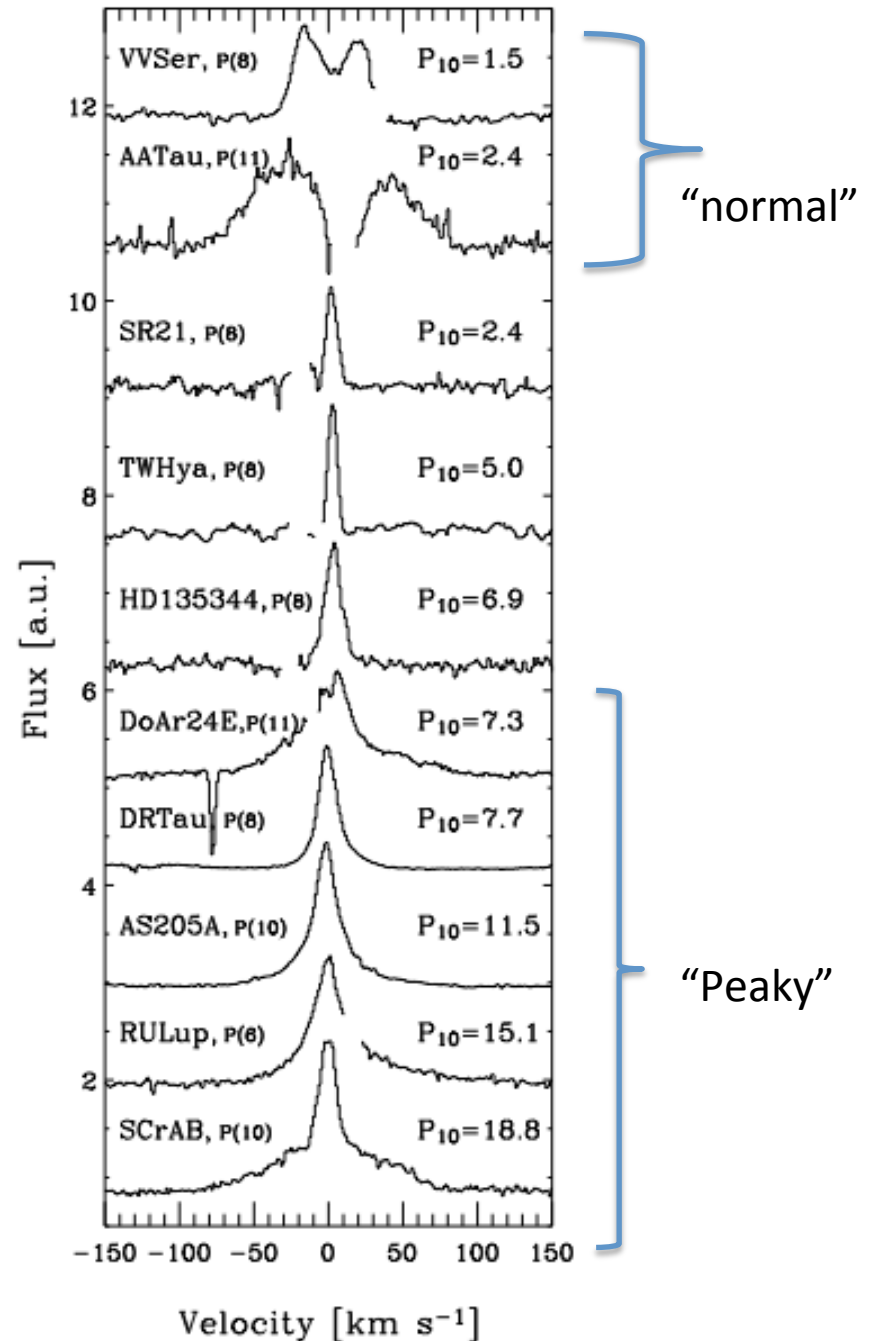 VVSer, P(8) P₁₀=1.5
12
AATau, P(11) P₁₀=2.4
"normal"
10
SR21, P(8) P₁₀=2.4
TWHya, P(8) P₁₀=5.0
8
HD135344, P(8) P₁₀=6.9
Flux [a.u.]
6
DoAr24E, P(11) P₁₀=7.3
DRTau P(8) P₁₀=7.7
4
AS205A, P(10) P₁₀=11.5
"Peaky"
RULup, P(6) P₁₀=15.1
2
SCrAB, P(10) P₁₀=18.8
-150 -100 -50 0 50 100 150
Velocity [km s⁻¹]